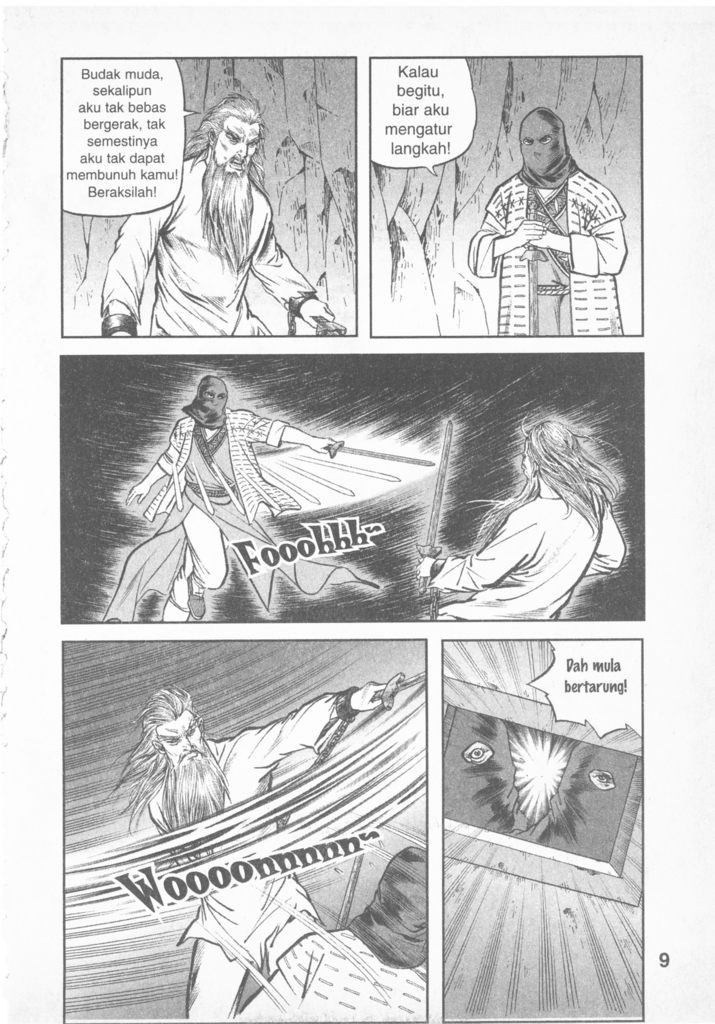 Budak muda,
sekalipun
aku tak bebas
bergerak, tak
semestinya
aku tak dapat
membunuh kamu!
Beraksilah!
Kalau
begitu,
biar aku
mengatur
langkah!
Fooohhh~
Woooonnnnn~
Dah mula
bertarung!
9